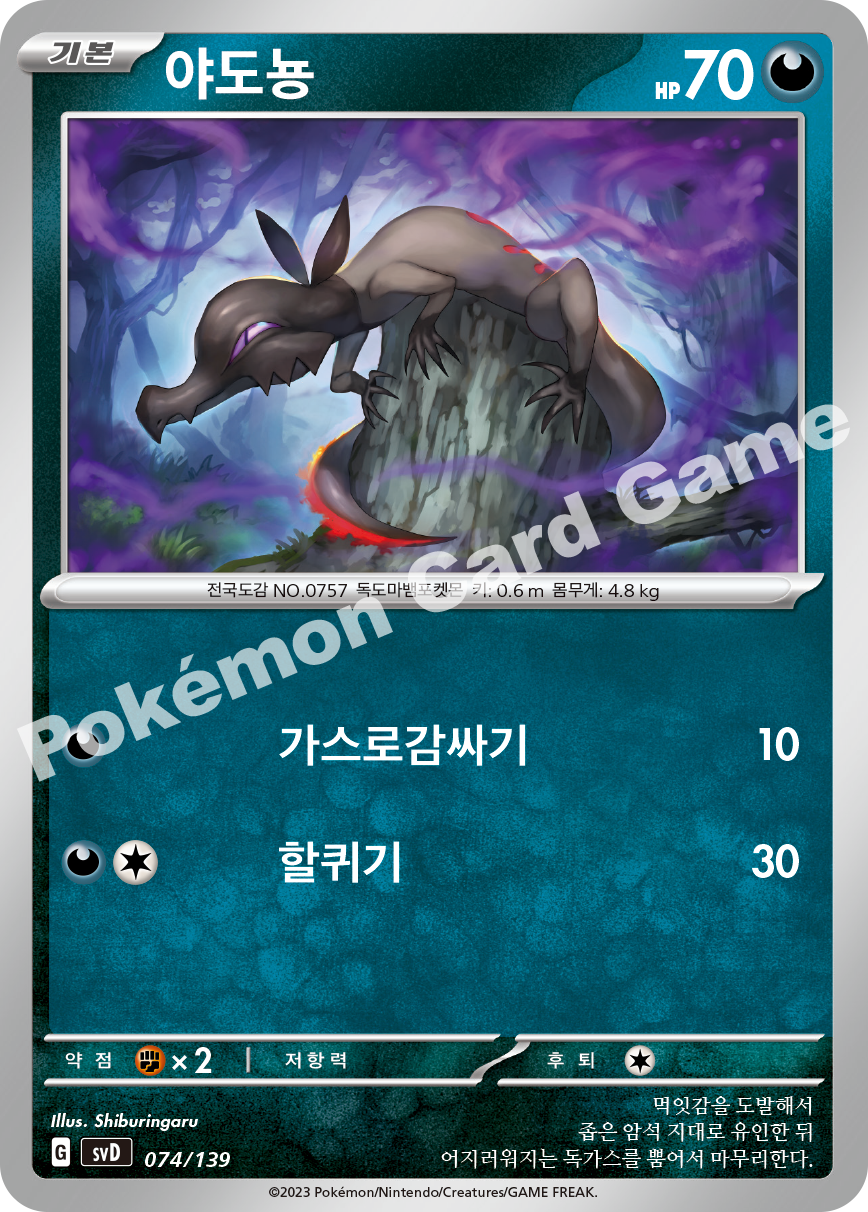 기본
야도뇽
HP 70
전국도감 NO.0757 독도마뱀포켓몬 키: 0.6 m 몸무게: 4.8 kg
Pokémon Card Game
가스로감싸기 10
할퀴기 30
약점 ×2 저항력 후퇴
Illus. Shiburingaru
먹잇감을 도발해서
좁은 암석 지대로 유인한 뒤
어지러워지는 독가스를 뿜어서 마무리한다.
G svD 074/139
©2023 Pokémon/Nintendo/Creatures/GAME FREAK.